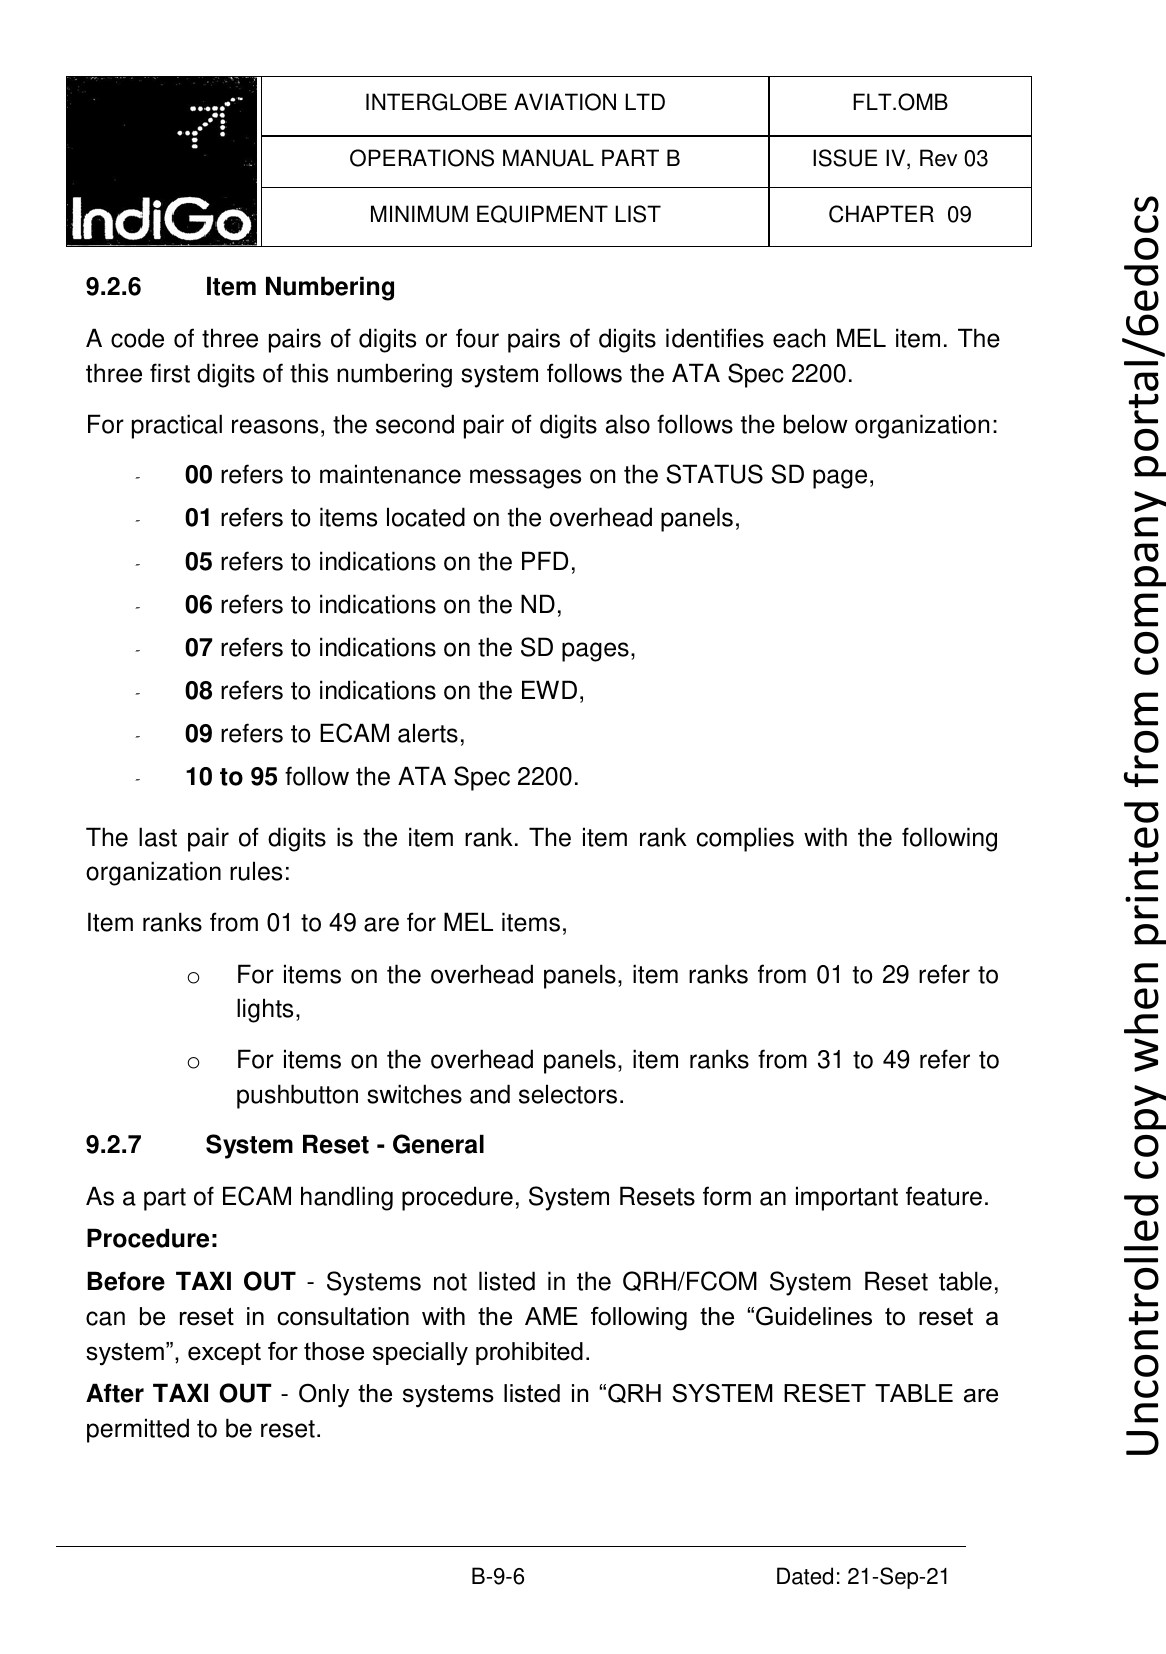 IndiGo
INTERGLOBE AVIATION LTD
FLT.OMB
OPERATIONS MANUAL PART B
ISSUE IV, Rev 03
MINIMUM EQUIPMENT LIST
CHAPTER 09
9.2.6 Item Numbering
A code of three pairs of digits or four pairs of digits identifies each MEL item. The
three first digits of this numbering system follows the ATA Spec 2200.
For practical reasons, the second pair of digits also follows the below organization:
- 00 refers to maintenance messages on the STATUS SD page,
- 01 refers to items located on the overhead panels,
- 05 refers to indications on the PFD,
- 06 refers to indications on the ND,
- 07 refers to indications on the SD pages,
- 08 refers to indications on the EWD,
- 09 refers to ECAM alerts,
- 10 to 95 follow the ATA Spec 2200.
The last pair of digits is the item rank. The item rank complies with the following
organization rules:
Item ranks from 01 to 49 are for MEL items,
o For items on the overhead panels, item ranks from 01 to 29 refer to
lights,
o For items on the overhead panels, item ranks from 31 to 49 refer to
pushbutton switches and selectors.
9.2.7 System Reset - General
As a part of ECAM handling procedure, System Resets form an important feature.
Procedure:
Before TAXI OUT - Systems not listed in the QRH/FCOM System Reset table,
can be reset in consultation with the AME following the “Guidelines to reset a
system”, except for those specially prohibited.
After TAXI OUT - Only the systems listed in “QRH SYSTEM RESET TABLE are
permitted to be reset.
B-9-6
Dated: 21-Sep-21
Uncontrolled copy when printed from company portal/6edocs